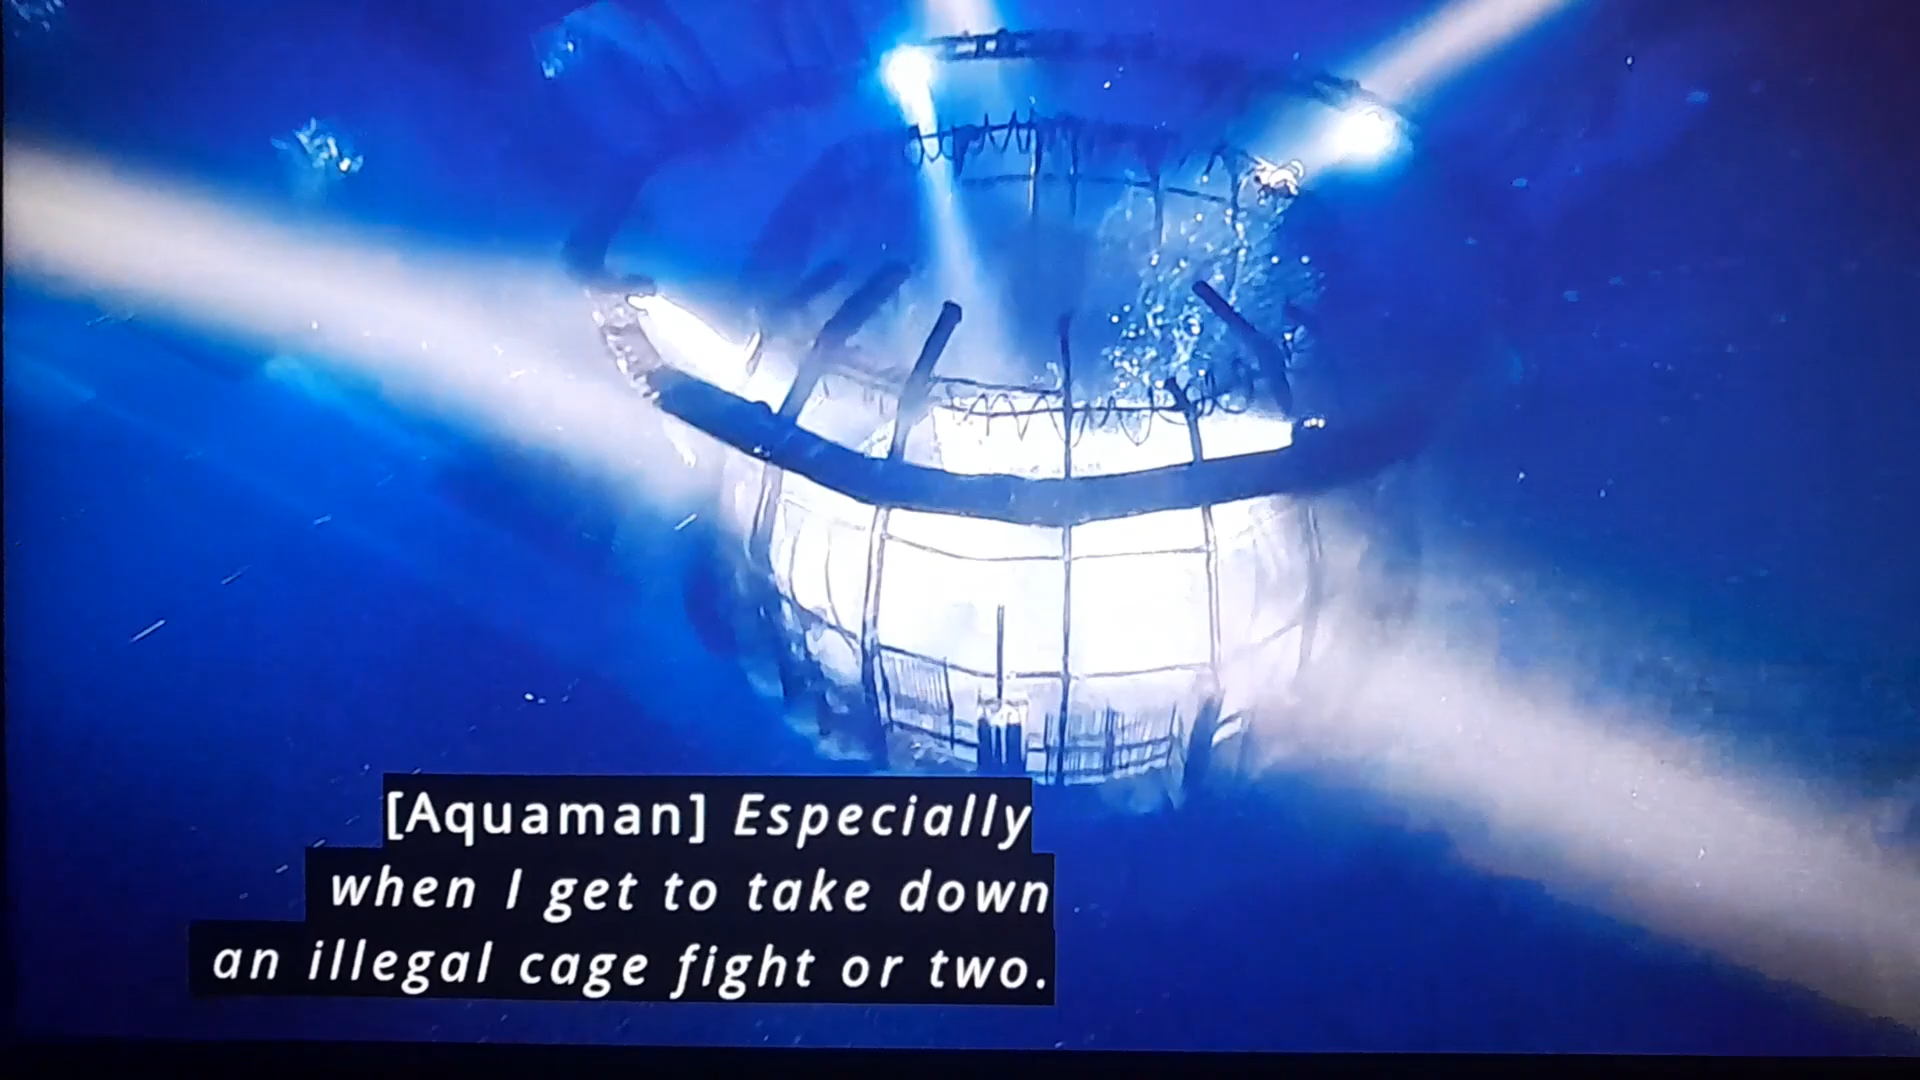 [Aquaman] Especially
when I get to take down
an illegal cage fight or two.